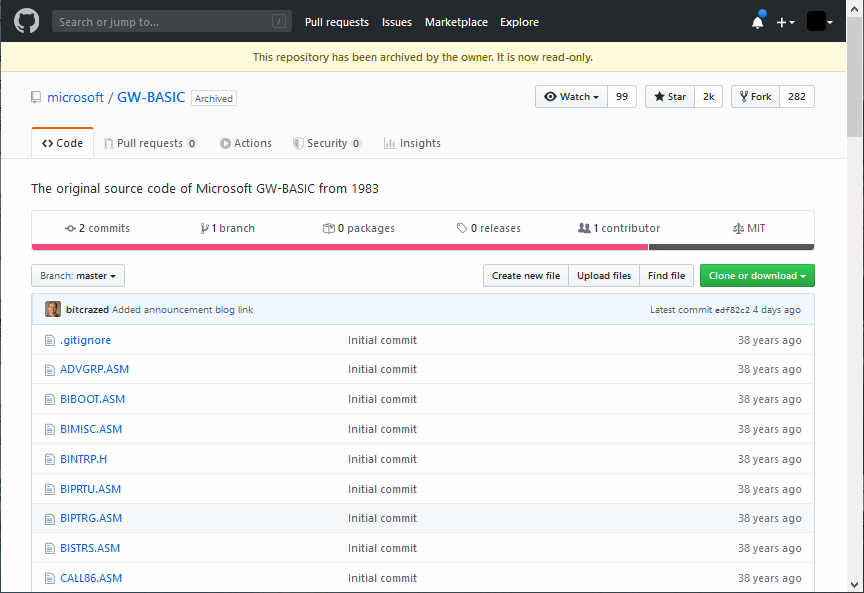 Search or jump to... / Pull requests Issues Marketplace Explore
This repository has been archived by the owner. It is now read-only.
microsoft / GW-BASIC Archived Watch 99 Star 2k Fork 282
Code Pull requests 0 Actions Security 0 Insights
The original source code of Microsoft GW-BASIC from 1983
2 commits 1 branch 0 packages 0 releases 1 contributor MIT
Branch: master Create new file Upload files Find file Clone or download
bitcrazed Added announcement blog link Latest commit edf82c2 4 days ago
.gitignore Initial commit 38 years ago
ADVGRP.ASM Initial commit 38 years ago
BIBOOT.ASM Initial commit 38 years ago
BIMISC.ASM Initial commit 38 years ago
BINTRP.H Initial commit 38 years ago
BIPRTU.ASM Initial commit 38 years ago
BIPTRG.ASM Initial commit 38 years ago
BISTRS.ASM Initial commit 38 years ago
CALL86.ASM Initial commit 38 years ago